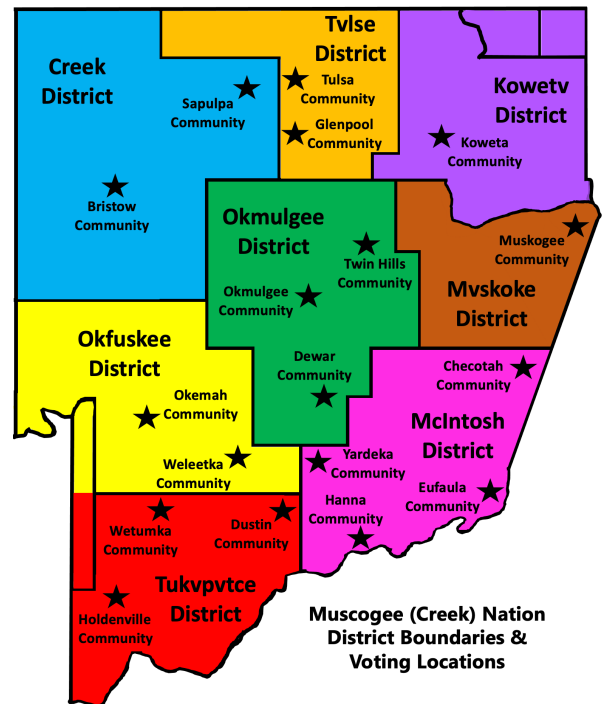 Tvlse
District
Creek
District
Kowetv
District
Tulsa
Community
Sapulpa
Community
Glenpool
Community
Koweta
Community
Bristow
Community
Okmulgee
District
Muskogee
Community
Twin Hills
Community
Okmulgee
Community
Mvskoke
District
Okfuskee
District
Dewar
Community
Checotah
Community
Okemah
Community
McIntosh
District
Yardeka
Community
Weleetka
Community
Eufaula
Community
Hanna
Community
Wetumka
Community
Dustin
Community
Tukvpvtce
District
Holdenville
Community
Muscogee (Creek) Nation
District Boundaries &
Voting Locations